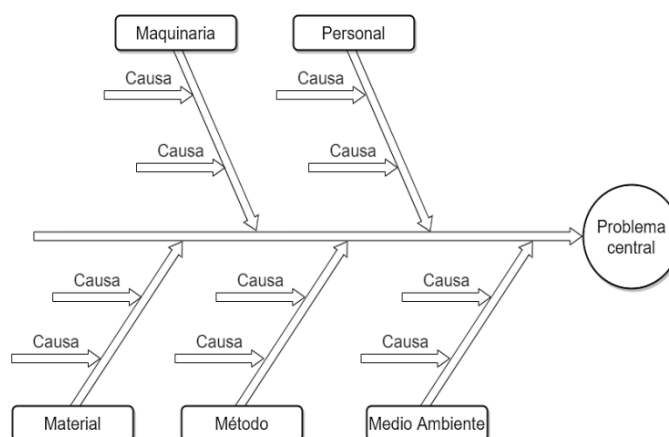 Maquinaria
Personal
Causa
Causa
Causa
Causa
Problema
central
Causa
Causa
Causa
Causa
Causa
Causa
Material
Método
Medio Ambiente